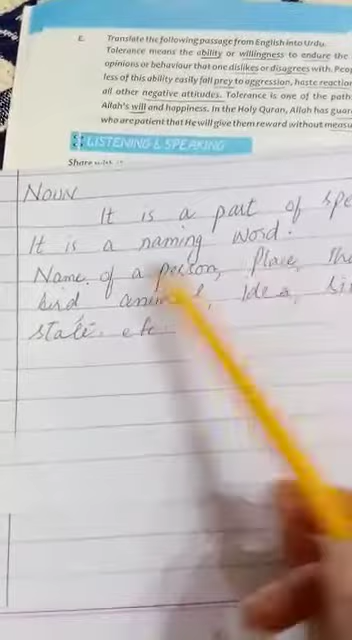 E. Translate the following passage from English into Urdu.
Tolerance means the ability or willingness to endure the
opinions or behaviour that one dislikes or disagrees with.
less of this ability easily fall prey to aggression, haste
all other negative attitudes. Tolerance is one of the
Allah's will and happiness. In the Holy Quran, Allah has
who are patient that He will give them reward without
LISTENING & SPEAKING
Share with
NOUN
It is a part of
It is a naming word.
Name of a person, Place,
bird animal, Idea,
state. etc.